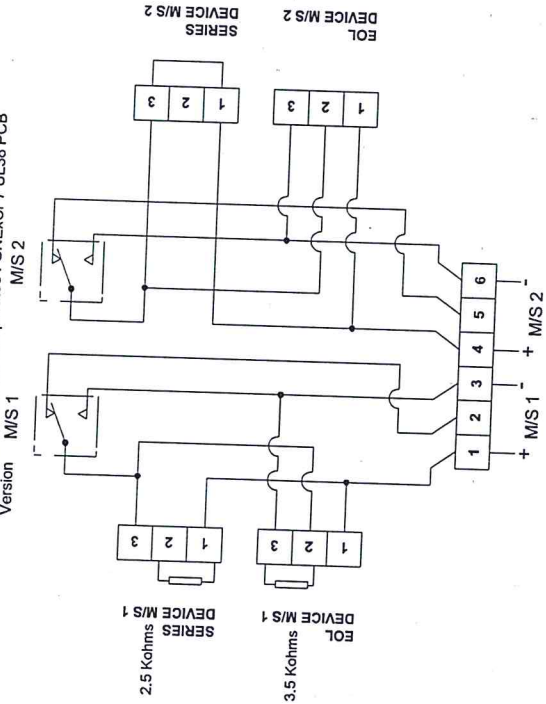 Version
M/S 1
M/S 2
SERIES
DEVICE M/S 2
3
2
1
EOL
DEVICE M/S 2
3
2
1
2.5 Kohms
SERIES
DEVICE M/S 1
3
2
1
3.5 Kohms
EOL
DEVICE M/S 1
3
2
1
1 2 3 4 5 6
+ - + -
M/S 1 M/S 2